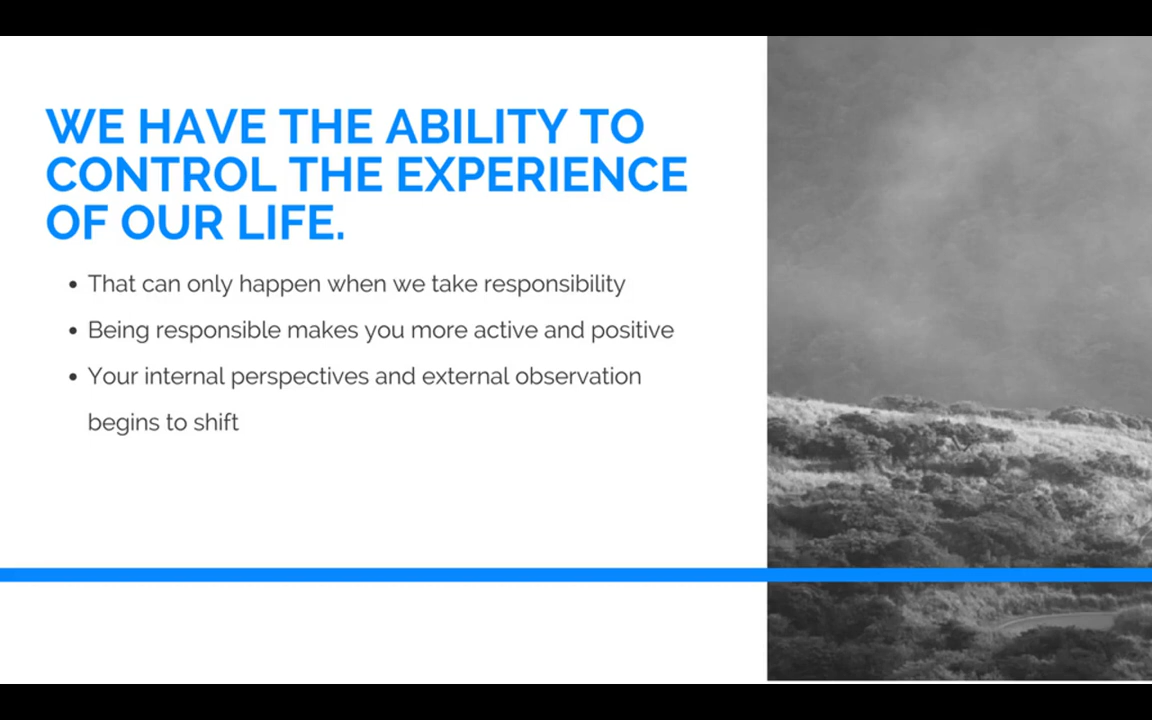 WE HAVE THE ABILITY TO
CONTROL THE EXPERIENCE
OF OUR LIFE.
• That can only happen when we take responsibility
• Being responsible makes you more active and positive
• Your internal perspectives and external observation
begins to shift